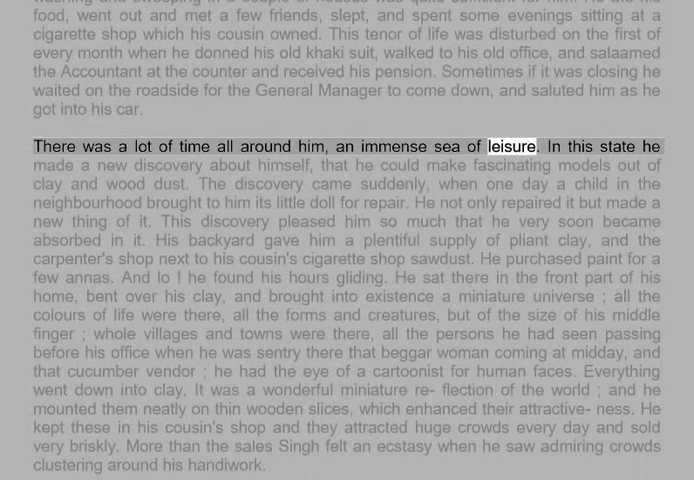 washing and sweeping in a couple of houses was quite sufficient for him. He ate his
food, went out and met a few friends, slept, and spent some evenings sitting at a
cigarette shop which his cousin owned. This tenor of life was disturbed on the first of
every month when he donned his old khaki suit, walked to his old office, and salaamed
the Accountant at the counter and received his pension. Sometimes if it was closing he
waited on the roadside for the General Manager to come down, and saluted him as he
got into his car.
There was a lot of time all around him, an immense sea of leisure. In this state he
made a new discovery about himself, that he could make fascinating models out of
clay and wood dust. The discovery came suddenly, when one day a child in the
neighbourhood brought to him its little doll for repair. He not only repaired it but made a
new thing of it. This discovery pleased him so much that he very soon became
absorbed in it. His backyard gave him a plentiful supply of pliant clay, and the
carpenter's shop next to his cousin's cigarette shop sawdust. He purchased paint for a
few annas. And lo ! he found his hours gliding. He sat there in the front part of his
home, bent over his clay, and brought into existence a miniature universe ; all the
colours of life were there, all the forms and creatures, but of the size of his middle
finger ; whole villages and towns were there, all the persons he had seen passing
before his office when he was sentry there that beggar woman coming at midday, and
that cucumber vendor ; he had the eye of a cartoonist for human faces. Everything
went down into clay. It was a wonderful miniature re- flection of the world ; and he
mounted them neatly on thin wooden slices, which enhanced their attractive- ness. He
kept these in his cousin's shop and they attracted huge crowds every day and sold
very briskly. More than the sales Singh felt an ecstasy when he saw admiring crowds
clustering around his handiwork.